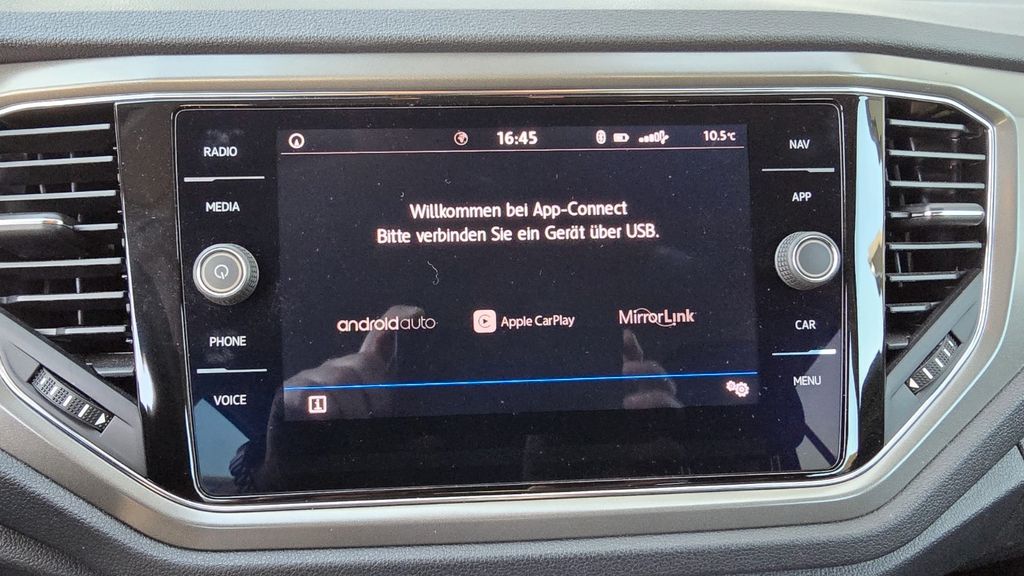 RADIO
MEDIA
PHONE
VOICE
16:45
10.5°C
Willkommen bei App-Connect
Bitte verbinden Sie ein Gerät über USB.
androidauto
Apple CarPlay
MirrorLink
NAV
APP
CAR
MENU